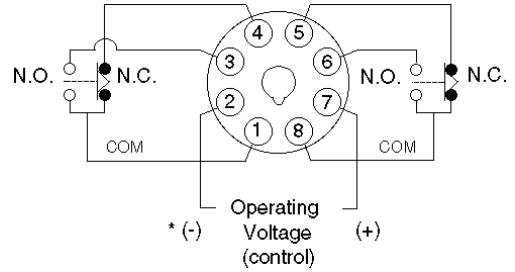 4 5
3 6
N.O. N.C. N.O. N.C.
2 7
1 8
COM COM
* (-) Operating (+)
Voltage
(control)